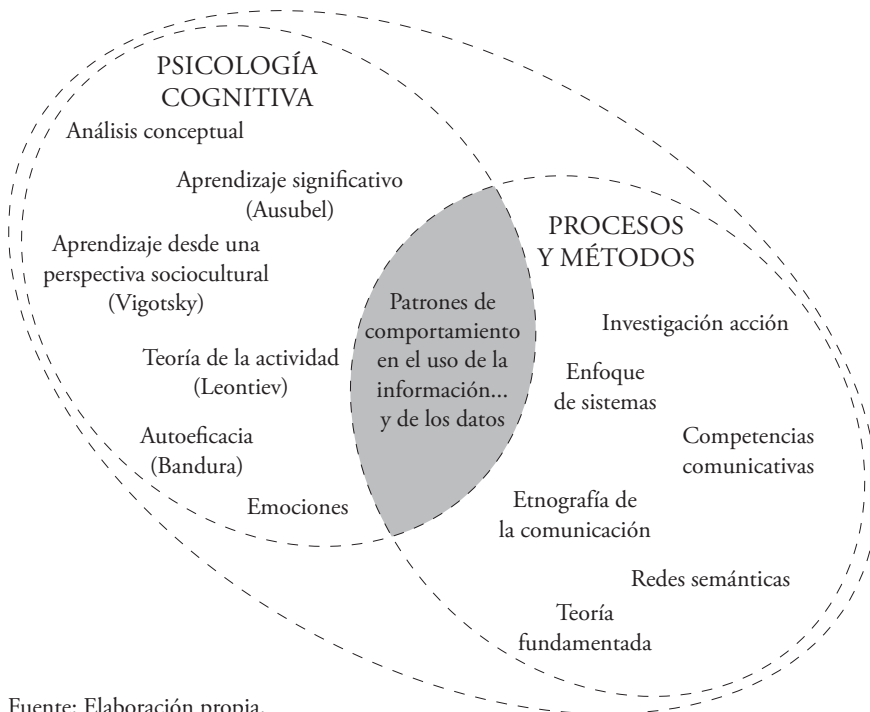 PSICOLOGÍA
COGNITIVA
Análisis conceptual
Aprendizaje significativo
(Ausubel)
Aprendizaje desde una
perspectiva sociocultural
(Vigotsky)
Teoría de la actividad
(Leontiev)
Autoeficacia
(Bandura)
Emociones
Patrones de
comportamiento
en el uso de la
información...
y de los datos
PROCESOS
Y MÉTODOS
Investigación acción
Enfoque
de sistemas
Competencias
comunicativas
Etnografía de
la comunicación
Redes semánticas
Teoría
fundamentada
Fuente: Elaboración propia.